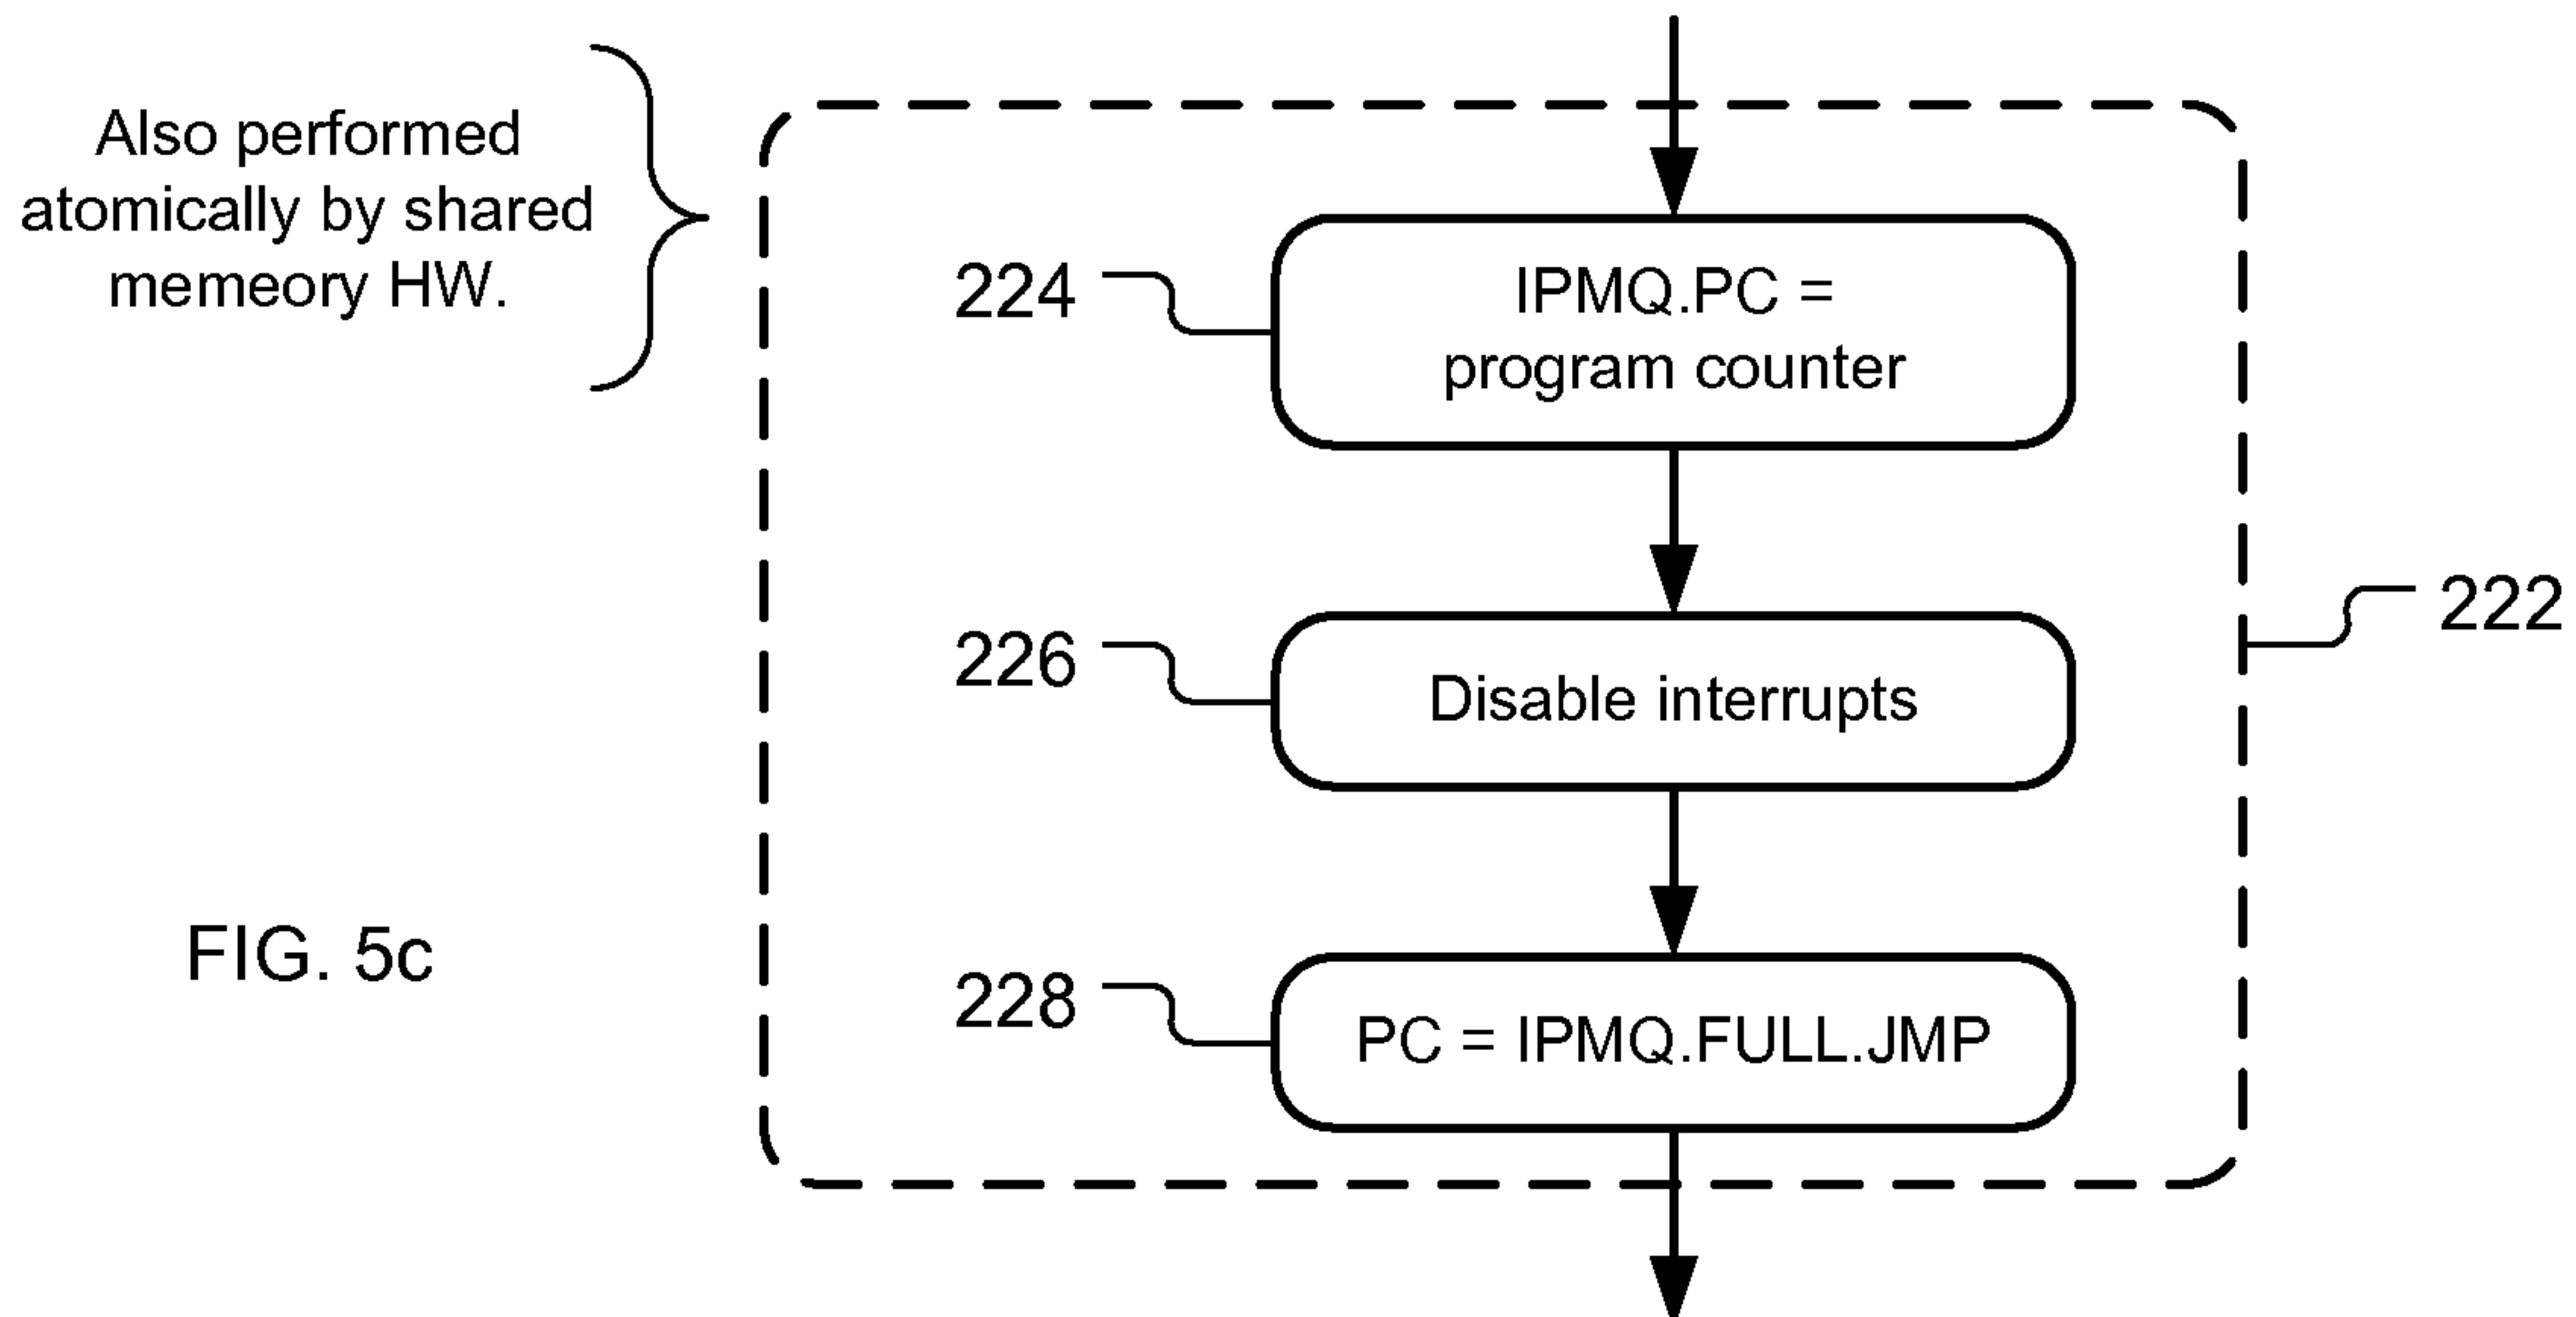 Also performed
atomically by shared
memeory HW.
224
IPMQ.PC =
program counter
226
Disable interrupts
222
228
PC = IPMQ.FULL.JMP
FIG. 5c